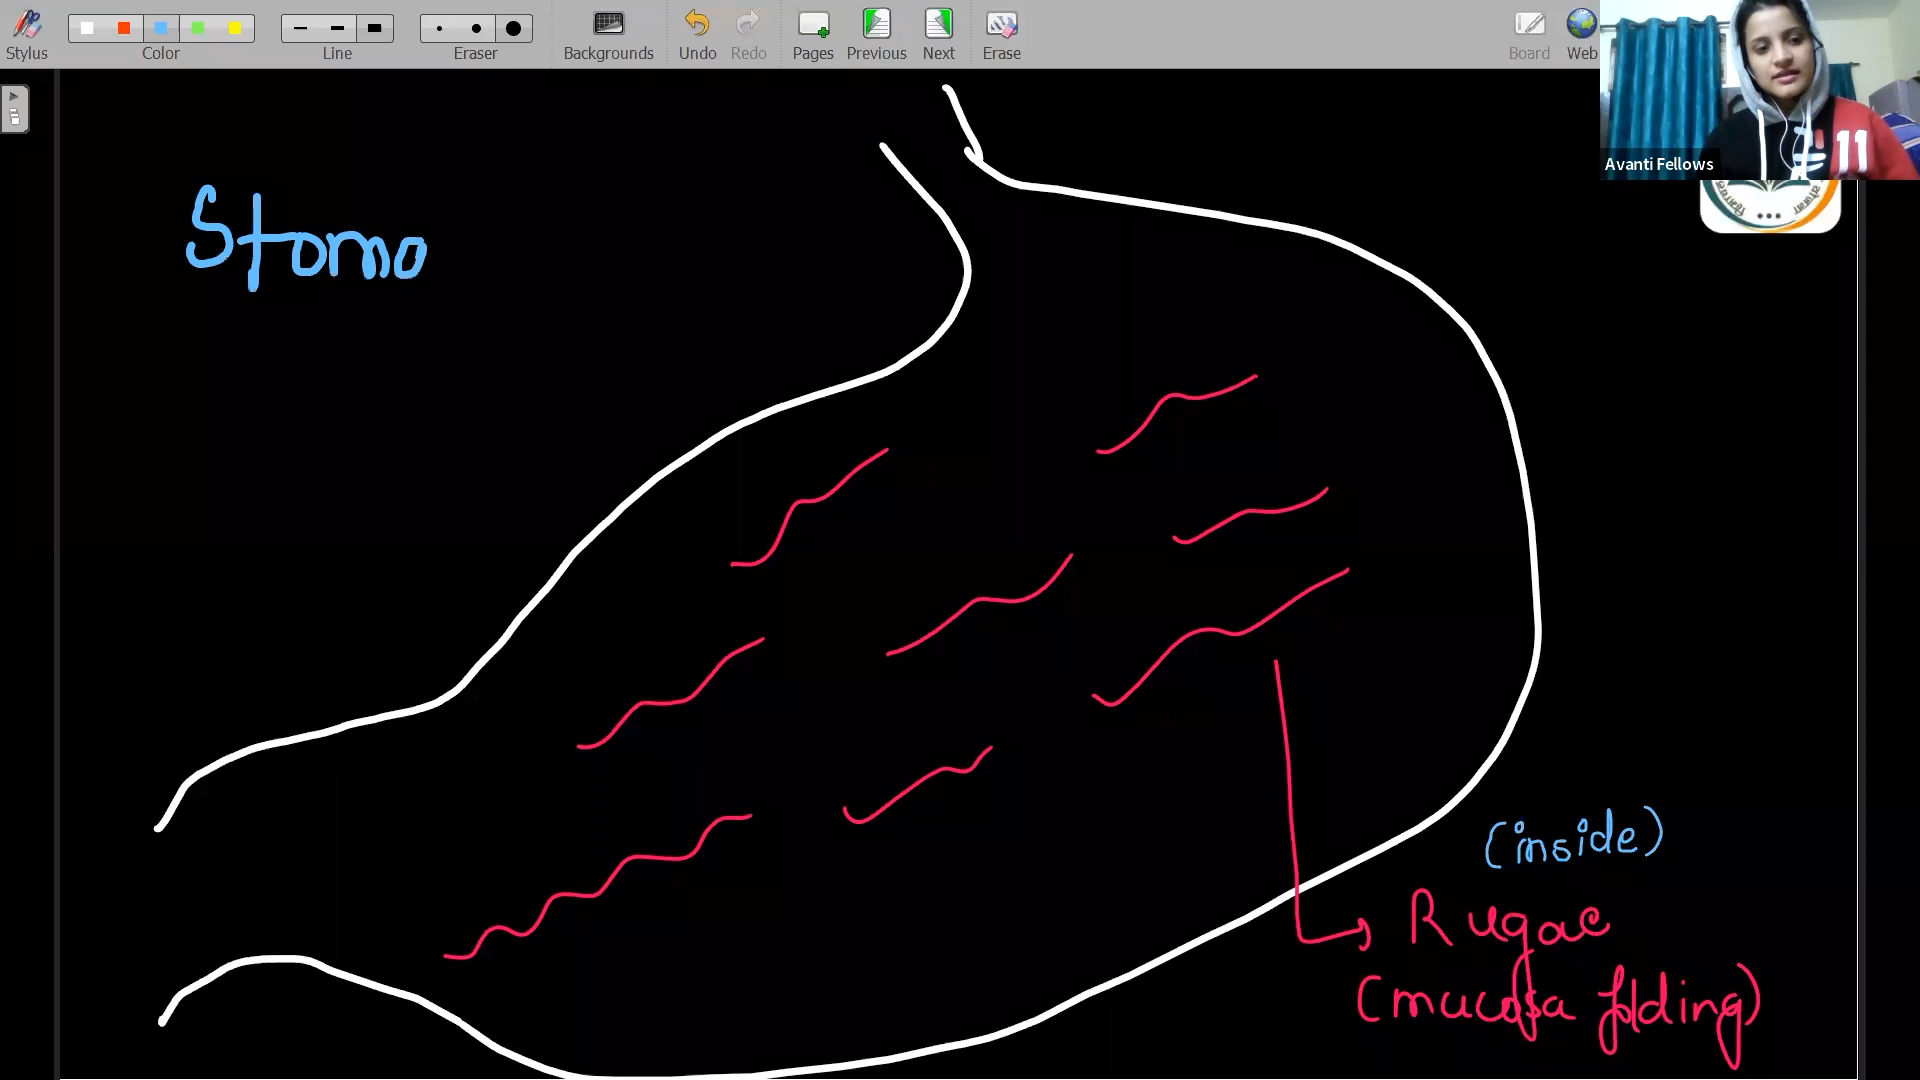 Stylus
Color
Line
Eraser
Backgrounds
Undo
Redo
Pages
Previous
Next
Erase
Board
Web
11
Avanti Fellows
Stomo
(inside)
Rugae
(mucosa folding)